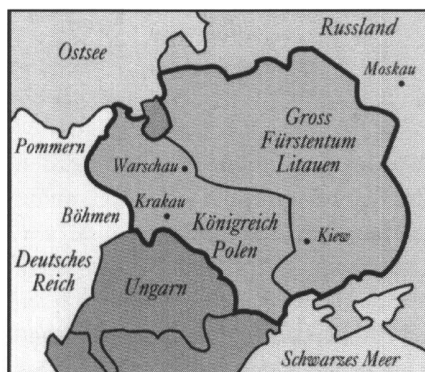 Russland
Ostsee
Moskau
Gross
Fürstentum
Litauen
Pommern
Warschau
Krakau
Böhmen
Königreich
Polen
Kiew
Deutsches
Reich
Ungarn
Schwarzes Meer